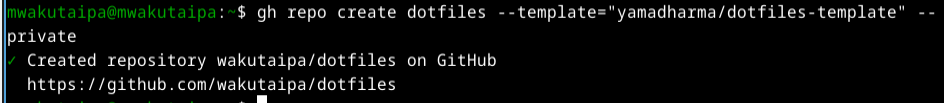 mwakutaipa@mwakutaipa:~$ gh repo create dotfiles --template="yamadharma/dotfiles-template" --
private
✓ Created repository wakutaipa/dotfiles on GitHub
  https://github.com/wakutaipa/dotfiles